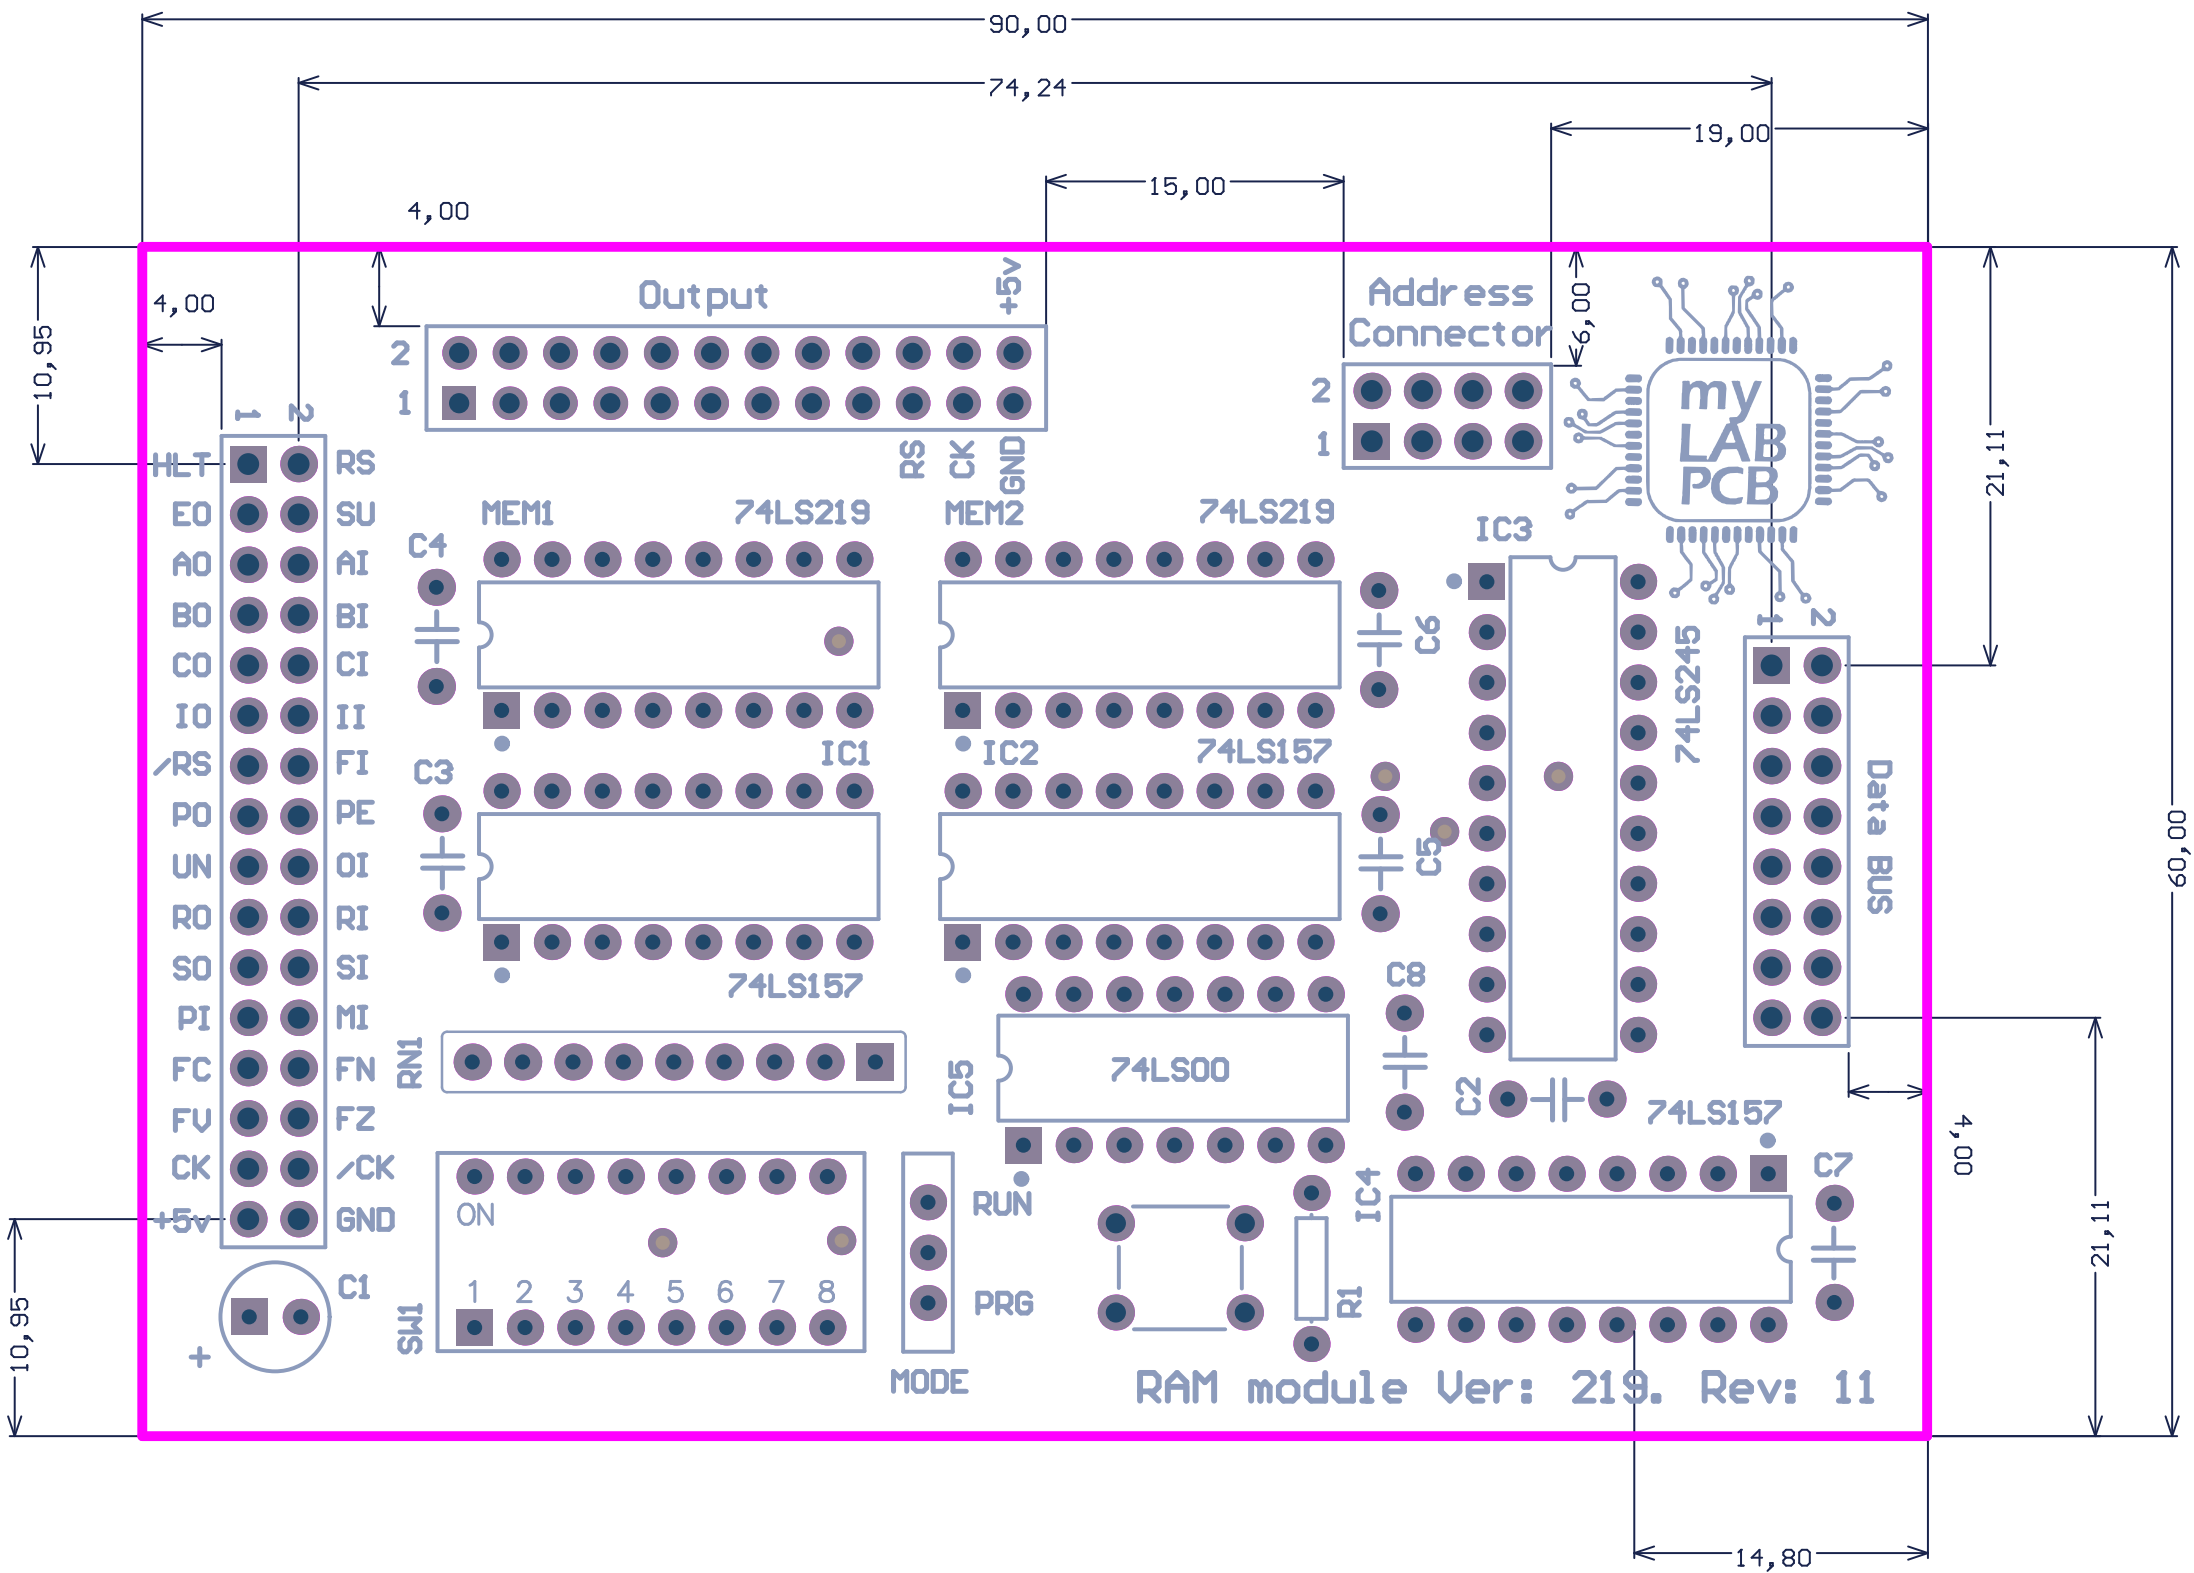 90,00
74,24
19,00
15,00
4,00
4,00
6,00
10,95
21,11
60,00
Output
+5v
Address
Connector
2
1
RS
CK
GND
2
1
my
LAB
PCB
1
2
HLT
RS
EO
SU
AO
AI
BO
BI
CO
CI
IO
II
/RS
FI
PO
PE
UN
OI
RO
RI
SO
SI
PI
MI
FC
FN
FV
FZ
CK
/CK
+5v
GND
MEM1
74LS219
MEM2
74LS219
IC3
C4
C6
74LS245
1
2
IC1
IC2
74LS157
C3
C5
Data BUS
74LS157
C8
RN1
IC5
74LS00
C2
74LS157
4,00
21,11
ON
1 2 3 4 5 6 7 8
SW1
RUN
PRG
MODE
R1
IC4
C7
C1
+
10,95
RAM module Ver: 219. Rev: 11
14,80